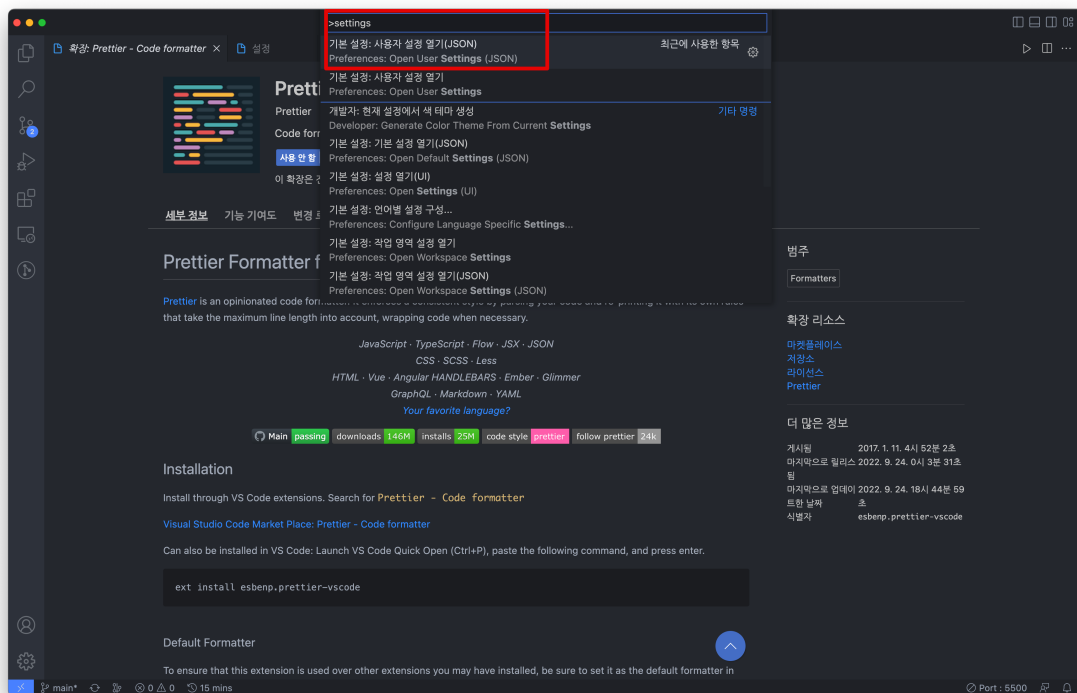 >settings
확장: Prettier - Code formatter
설정
기본 설정: 사용자 설정 열기(JSON)
최근에 사용한 항목
Preferences: Open User Settings (JSON)
기본 설정: 사용자 설정 열기
Preferences: Open User Settings
개발자: 현재 설정에서 색 테마 생성
기타 명령
Developer: Generate Color Theme From Current Settings
기본 설정: 기본 설정 열기(JSON)
Preferences: Open Default Settings (JSON)
기본 설정: 설정 열기(UI)
Preferences: Open Settings (UI)
기본 설정: 언어별 설정 구성...
Preferences: Configure Language Specific Settings...
기본 설정: 작업 영역 설정 열기
Preferences: Open Workspace Settings
기본 설정: 작업 영역 설정 열기(JSON)
Preferences: Open Workspace Settings (JSON)
2
Pretti
Prettier
Code for
사용 안 함
이 확장은
세부 정보
기능 기여도
변경
Prettier Formatter f
Prettier is an opinionated code
that take the maximum line length into account, wrapping code when necessary.
JavaScript · TypeScript · Flow · JSX · JSON
CSS · SCSS · Less
HTML · Vue · Angular HANDLEBARS · Ember · Glimmer
GraphQL · Markdown · YAML
Your favorite language?
Main passing downloads 146M installs 25M code style prettier follow prettier 24k
Installation
Install through VS Code extensions. Search for Prettier - Code formatter
Visual Studio Code Market Place: Prettier - Code formatter
Can also be installed in VS Code: Launch VS Code Quick Open (Ctrl+P), paste the following command, and press enter.
ext install esbenp.prettier-vscode
Default Formatter
To ensure that this extension is used over other extensions you may have installed, be sure to set it as the default formatter in
범주
Formatters
확장 리소스
마켓플레이스
저장소
라이선스
Prettier
더 많은 정보
게시됨 2017. 1. 11. 4시 52분 2초
마지막으로 릴리스 2022. 9. 24. 0시 3분 31초
됨
마지막으로 업데이 2022. 9. 24. 18시 44분 59
트한 날짜 초
식별자 esbenp.prettier-vscode
main* 0 0 15 mins
Port : 5500